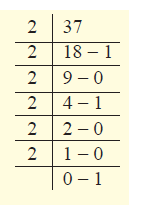 2 37
2 18 – 1
2 9 – 0
2 4 – 1
2 2 – 0
2 1 – 0
0 – 1